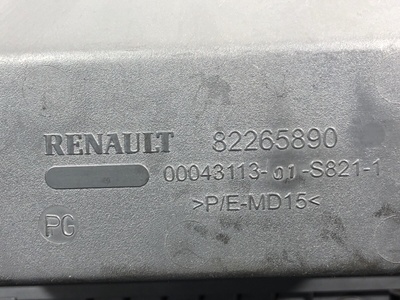 RENAULT 82265890
00043113-01-S821-1
>P/E-MD15<
PG